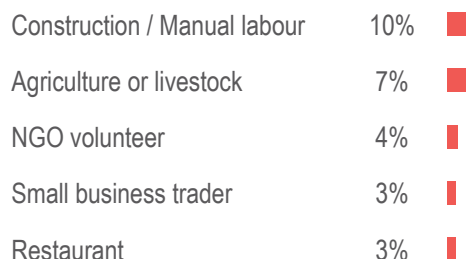 Construction / Manual labour 10%
Agriculture or livestock 7%
NGO volunteer 4%
Small business trader 3%
Restaurant 3%